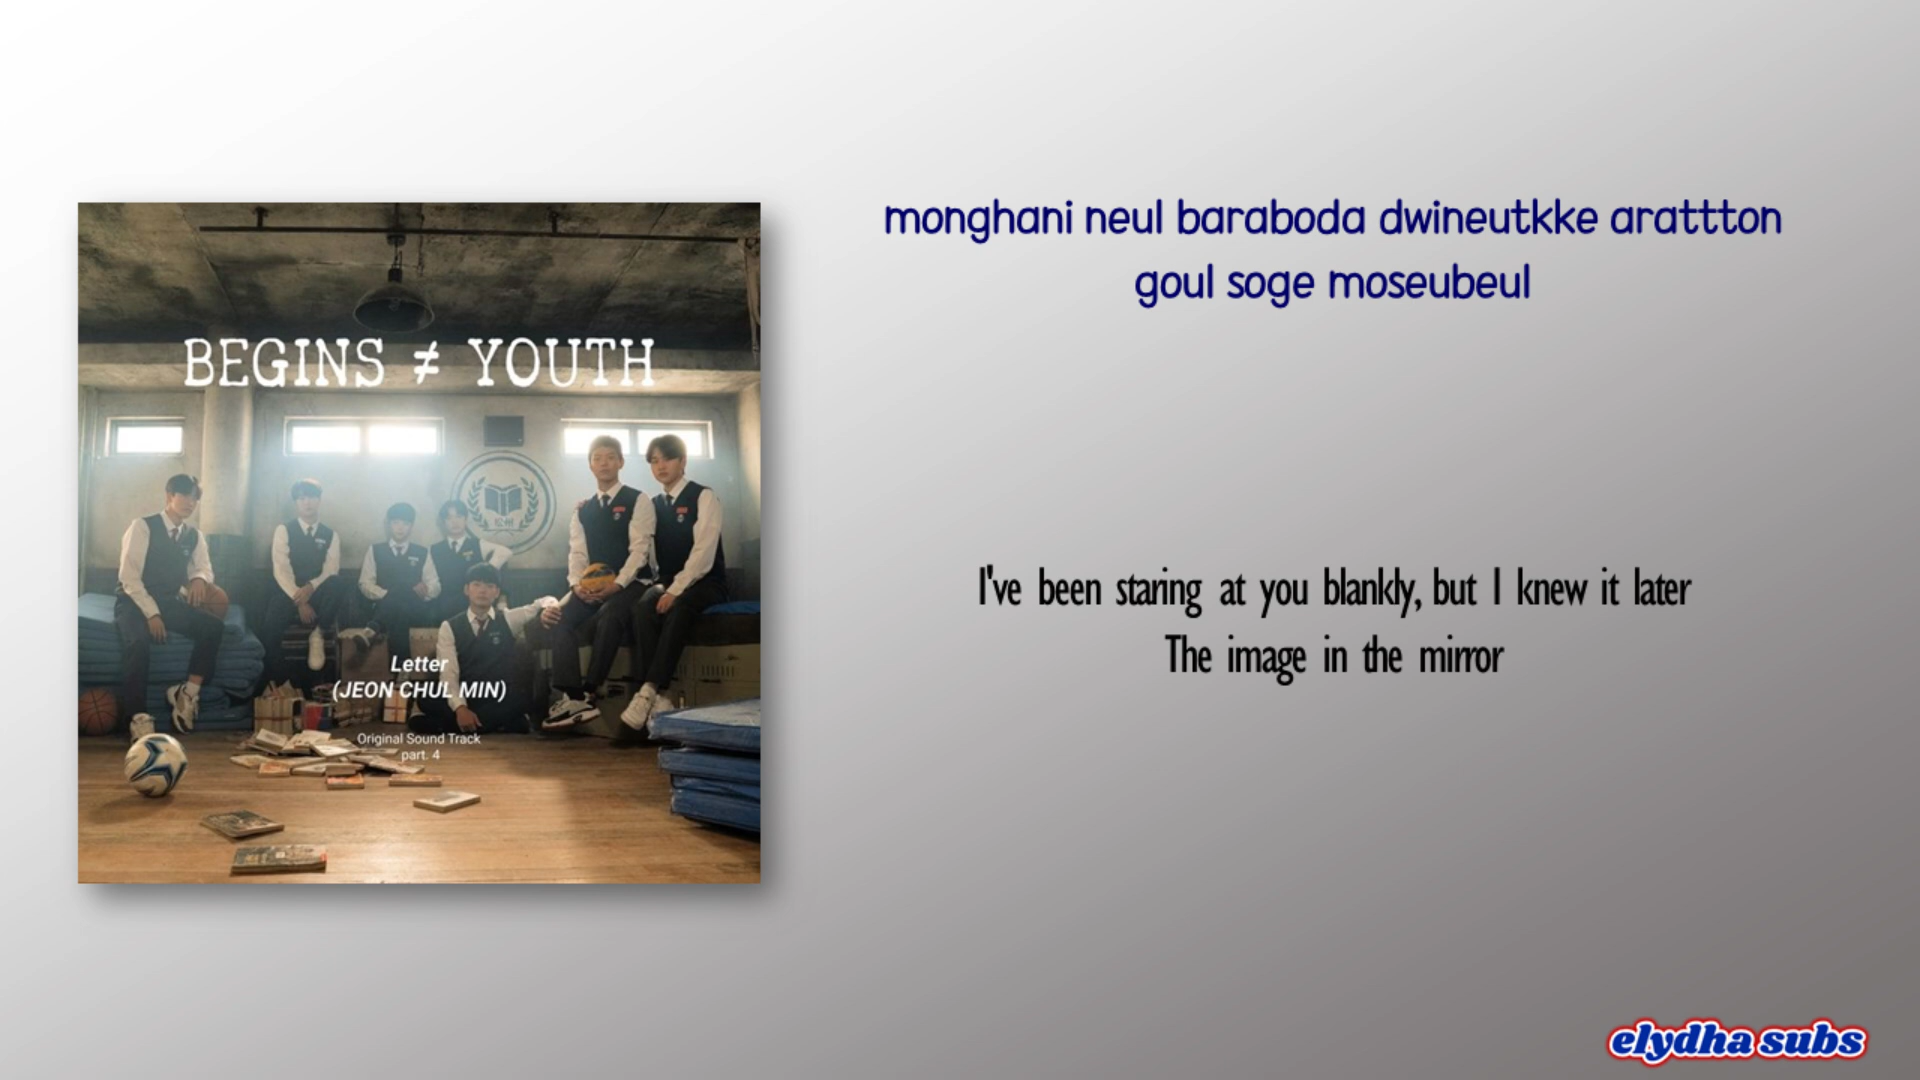 monghani neul baraboda dwineutkke arattton
goul soge moseubeul
BEGINS ≠ YOUTH
I've been staring at you blankly, but I knew it later
The image in the mirror
Letter
(JEON CHUL MIN)
Original Sound Track
part. 4
elydha subs